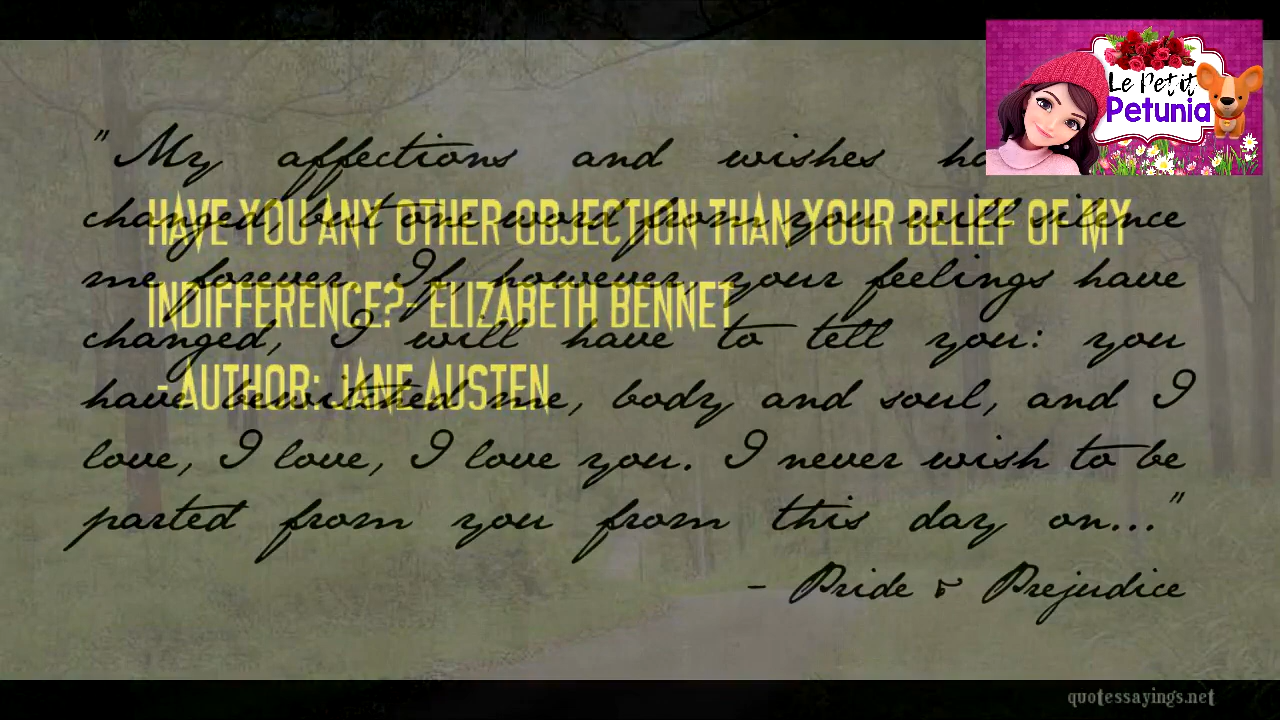 Le Petit
Petunia
"My affections and wishes ha
changed, but one word from you will silence
me forever. If, however, your feelings have
changed, I will have to tell you: you
have bewitched me, body and soul, and I
love, I love, I love you. I never wish to be
parted from you from this day on..."
- Pride & Prejudice
HAVE YOU ANY OTHER OBJECTION THAN YOUR BELIEF OF MY
INDIFFERENCE?- ELIZABETH BENNET
- AUTHOR: JANE AUSTEN
quotessayings.net